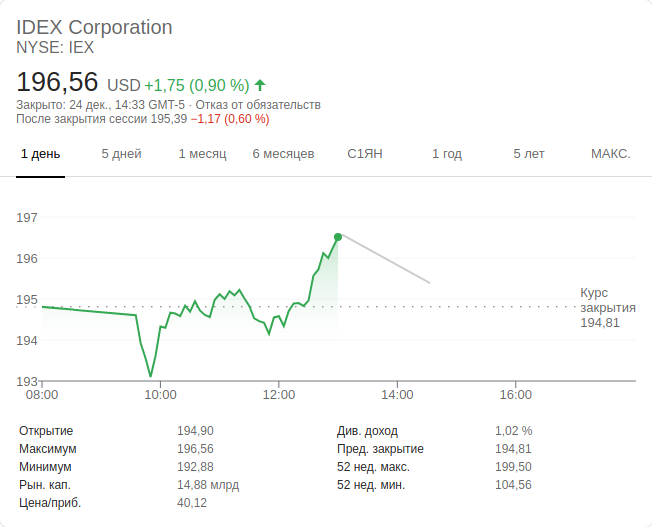 IDEX Corporation
NYSE: IEX
196,56 USD +1,75 (0,90 %)
Закрыто: 24 дек., 14:33 GMT-5 · Отказ от обязательств
После закрытия сессии 195,39 −1,17 (0,60 %)
1 день 5 дней 1 месяц 6 месяцев С1ЯН 1 год 5 лет МАКС.
197
196
195
194
193
Курс
закрытия
194,81
08:00 10:00 12:00 14:00 16:00
Открытие 194,90 Див. доход 1,02 %
Максимум 196,56 Пред. закрытие 194,81
Минимум 192,88 52 нед. макс. 199,50
Рын. кап. 14,88 млрд 52 нед. мин. 104,56
Цена/приб. 40,12